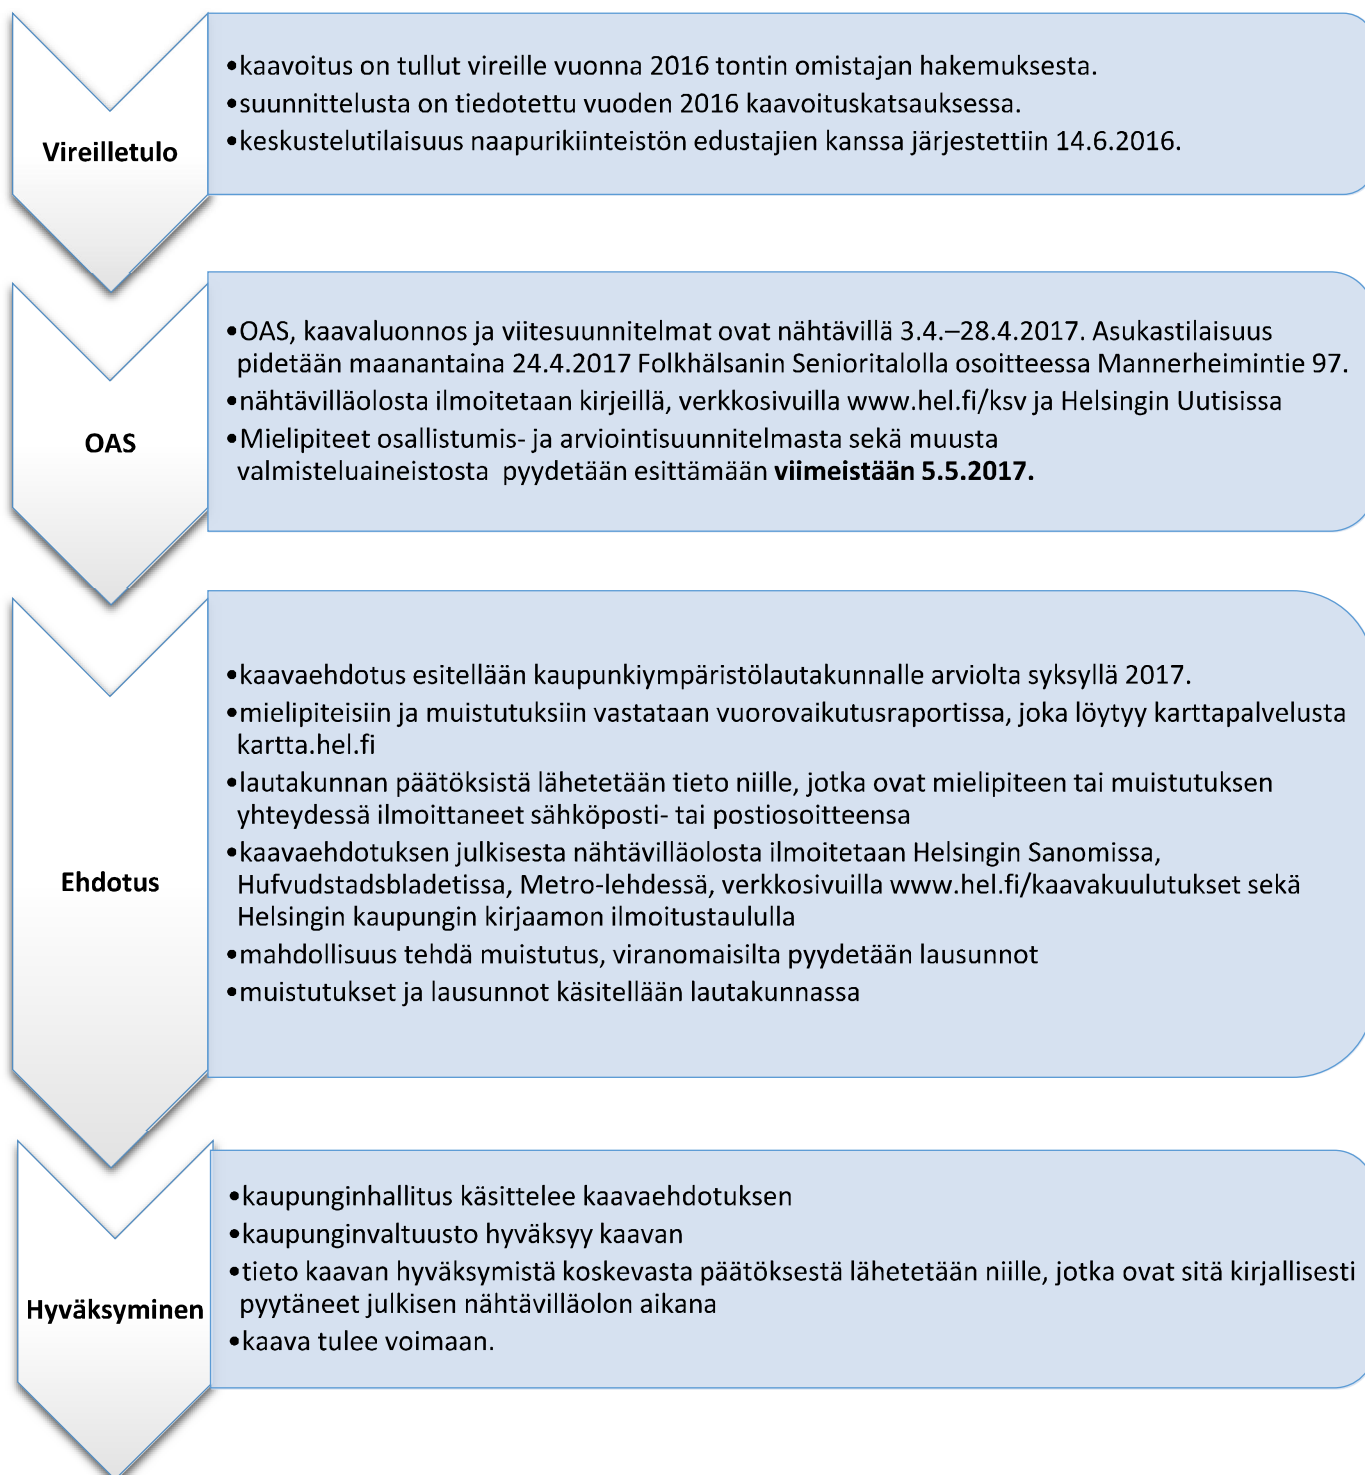 Vireilletulo
•kaavoitus on tullut vireille vuonna 2016 tontin omistajan hakemuksesta.
•suunnittelusta on tiedotettu vuoden 2016 kaavoituskatsauksessa.
•keskustelutilaisuus naapurikiinteistön edustajien kanssa järjestettiin 14.6.2016.
OAS
•OAS, kaavaluonnos ja viitesuunnitelmat ovat nähtävillä 3.4.–28.4.2017. Asukastilaisuus
pidetään maanantaina 24.4.2017 Folkhälsanin Senioritalolla osoitteessa Mannerheimintie 97.
•nähtävilläolosta ilmoitetaan kirjeillä, verkkosivuilla www.hel.fi/ksv ja Helsingin Uutisissa
•Mielipiteet osallistumis- ja arviointisuunnitelmasta sekä muusta
valmisteluaineistosta pyydetään esittämään viimeistään 5.5.2017.
Ehdotus
•kaavaehdotus esitellään kaupunkiympäristölautakunnalle arviolta syksyllä 2017.
•mielipiteisiin ja muistutuksiin vastataan vuorovaikutusraportissa, joka löytyy karttapalvelusta
kartta.hel.fi
•lautakunnan päätöksistä lähetetään tieto niille, jotka ovat mielipiteen tai muistutuksen
yhteydessä ilmoittaneet sähköposti- tai postiosoitteensa
•kaavaehdotuksen julkisesta nähtävilläolosta ilmoitetaan Helsingin Sanomissa,
Hufvudstadsbladetissa, Metro-lehdessä, verkkosivuilla www.hel.fi/kaavakuulutukset sekä
Helsingin kaupungin kirjaamon ilmoitustaululla
•mahdollisuus tehdä muistutus, viranomaisilta pyydetään lausunnot
•muistutukset ja lausunnot käsitellään lautakunnassa
Hyväksyminen
•kaupunginhallitus käsittelee kaavaehdotuksen
•kaupunginvaltuusto hyväksyy kaavan
•tieto kaavan hyväksymistä koskevasta päätöksestä lähetetään niille, jotka ovat sitä kirjallisesti
pyytäneet julkisen nähtävilläolon aikana
•kaava tulee voimaan.